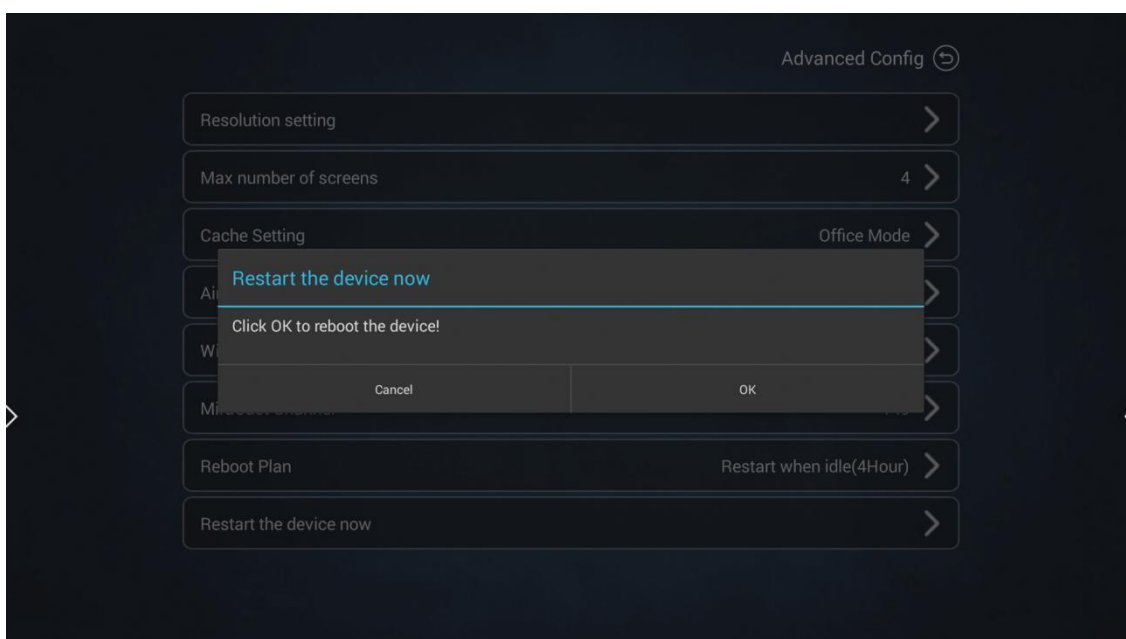 Advanced Config
Resolution setting
Max number of screens 4
Cache Setting Office Mode
Restart the device now
Click OK to reboot the device!
Cancel OK
Reboot Plan Restart when idle(4Hour)
Restart the device now